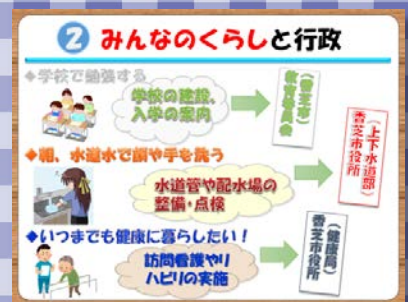 ② みんなのくらしと行政
◆学校で勉強する
学校の建設、
入学の案内
(香芝市)
教育委員会
◆朝、水道水で顔や手を洗う
水道管や配水場の
整備・点検
(上下水道部)
香芝市役所
◆いつまでも健康に暮らしたい!
訪問看護やリ
ハビリの実施
(健康局)
香芝市役所